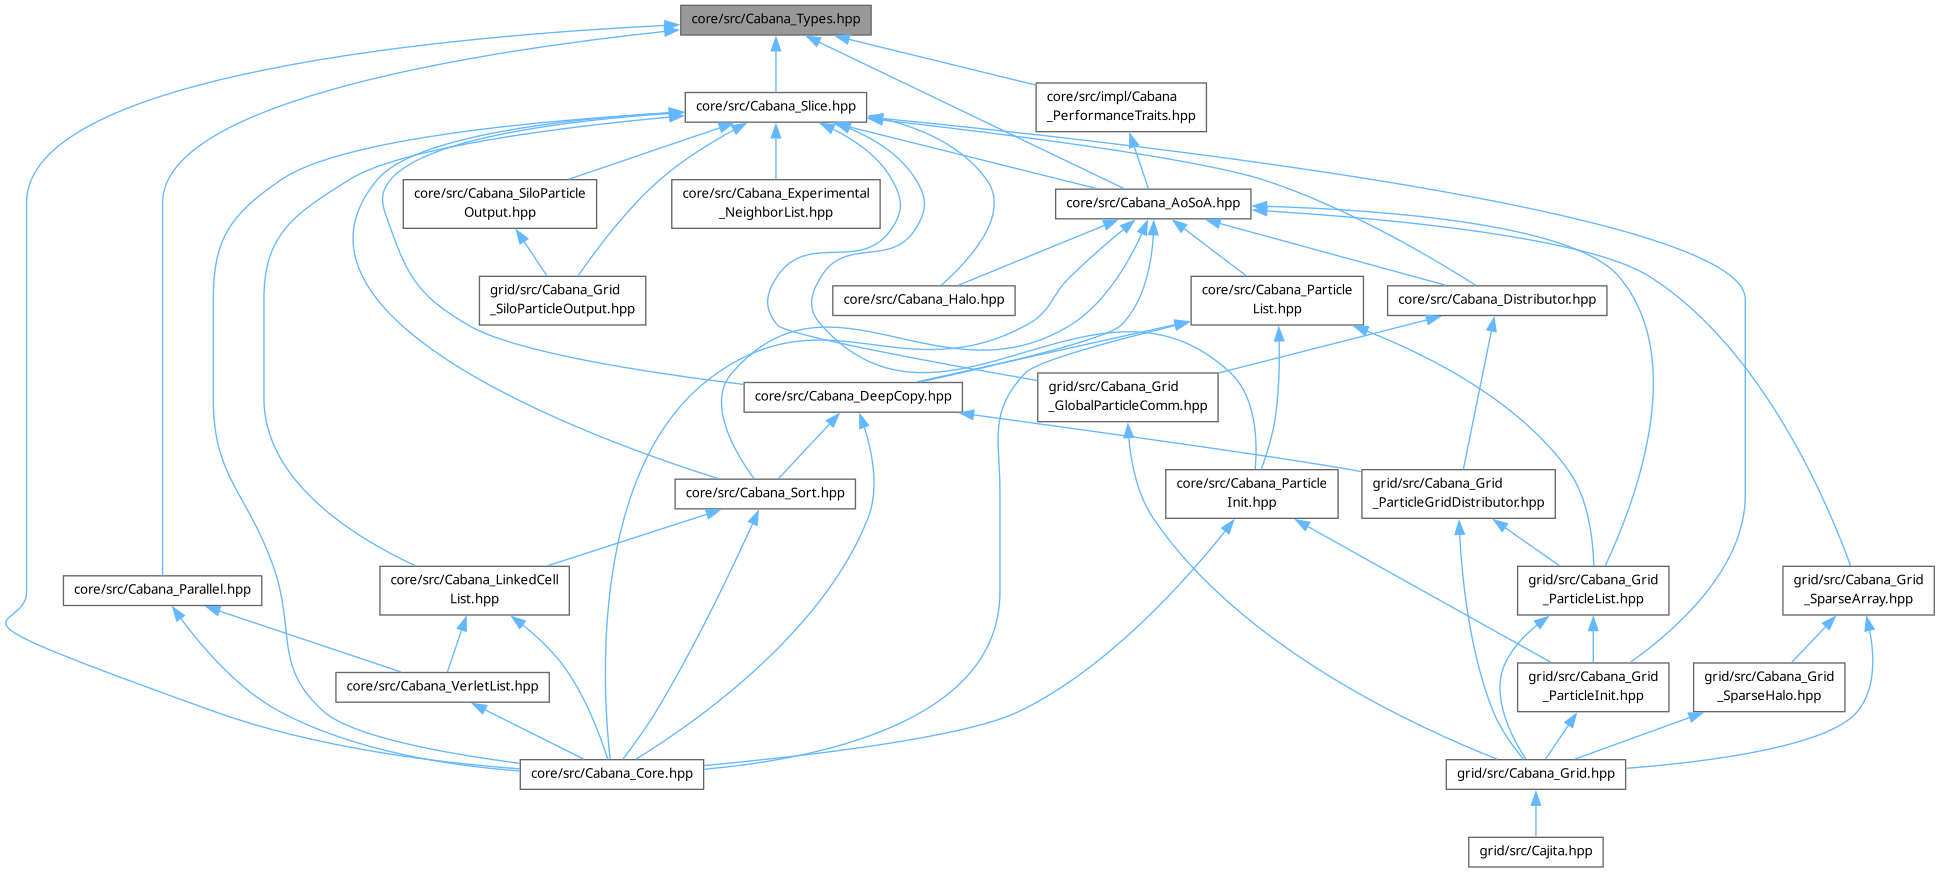 core/src/Cabana_Types.hpp
core/src/impl/Cabana
_PerformanceTraits.hpp
core/src/Cabana_Slice.hpp
core/src/Cabana_SiloParticle
Output.hpp
core/src/Cabana_Experimental
_NeighborList.hpp
core/src/Cabana_AoSoA.hpp
grid/src/Cabana_Grid
_SiloParticleOutput.hpp
core/src/Cabana_Halo.hpp
core/src/Cabana_Particle
List.hpp
core/src/Cabana_Distributor.hpp
core/src/Cabana_DeepCopy.hpp
grid/src/Cabana_Grid
_GlobalParticleComm.hpp
core/src/Cabana_Sort.hpp
core/src/Cabana_Particle
Init.hpp
grid/src/Cabana_Grid
_ParticleGridDistributor.hpp
core/src/Cabana_Parallel.hpp
core/src/Cabana_LinkedCell
List.hpp
grid/src/Cabana_Grid
_ParticleList.hpp
grid/src/Cabana_Grid
_SparseArray.hpp
core/src/Cabana_VerletList.hpp
grid/src/Cabana_Grid
_ParticleInit.hpp
grid/src/Cabana_Grid
_SparseHalo.hpp
core/src/Cabana_Core.hpp
grid/src/Cabana_Grid.hpp
grid/src/Cajita.hpp